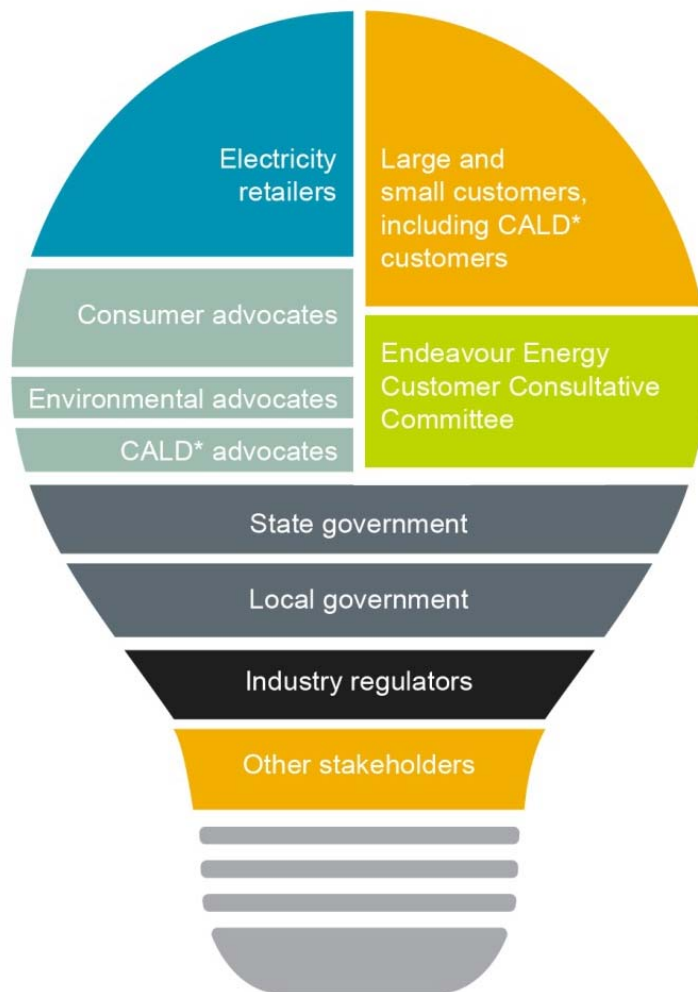 Electricity
retailers
Large and
small customers,
including CALD*
customers
Consumer advocates
Environmental advocates
CALD* advocates
Endeavour Energy
Customer Consultative
Committee
State government
Local government
Industry regulators
Other stakeholders